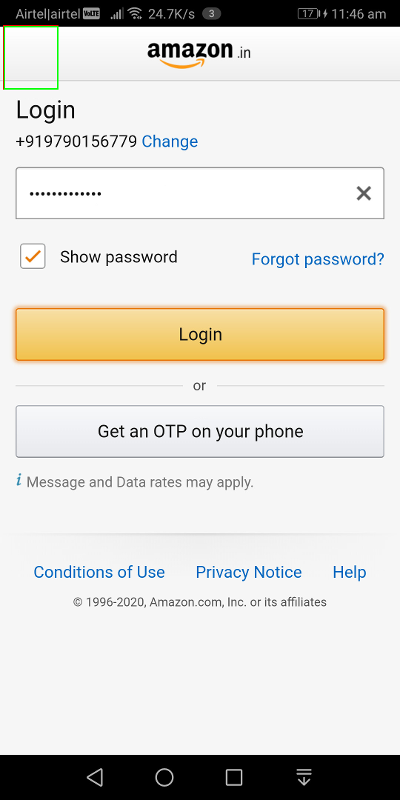 Airtel|airtel VoLTE 24.7K/s 3 17 11:46 am
amazon.in
Login
+919790156779 Change
•••••••••••••
Show password Forgot password?
Login
or
Get an OTP on your phone
i Message and Data rates may apply.
Conditions of Use Privacy Notice Help
© 1996-2020, Amazon.com, Inc. or its affiliates